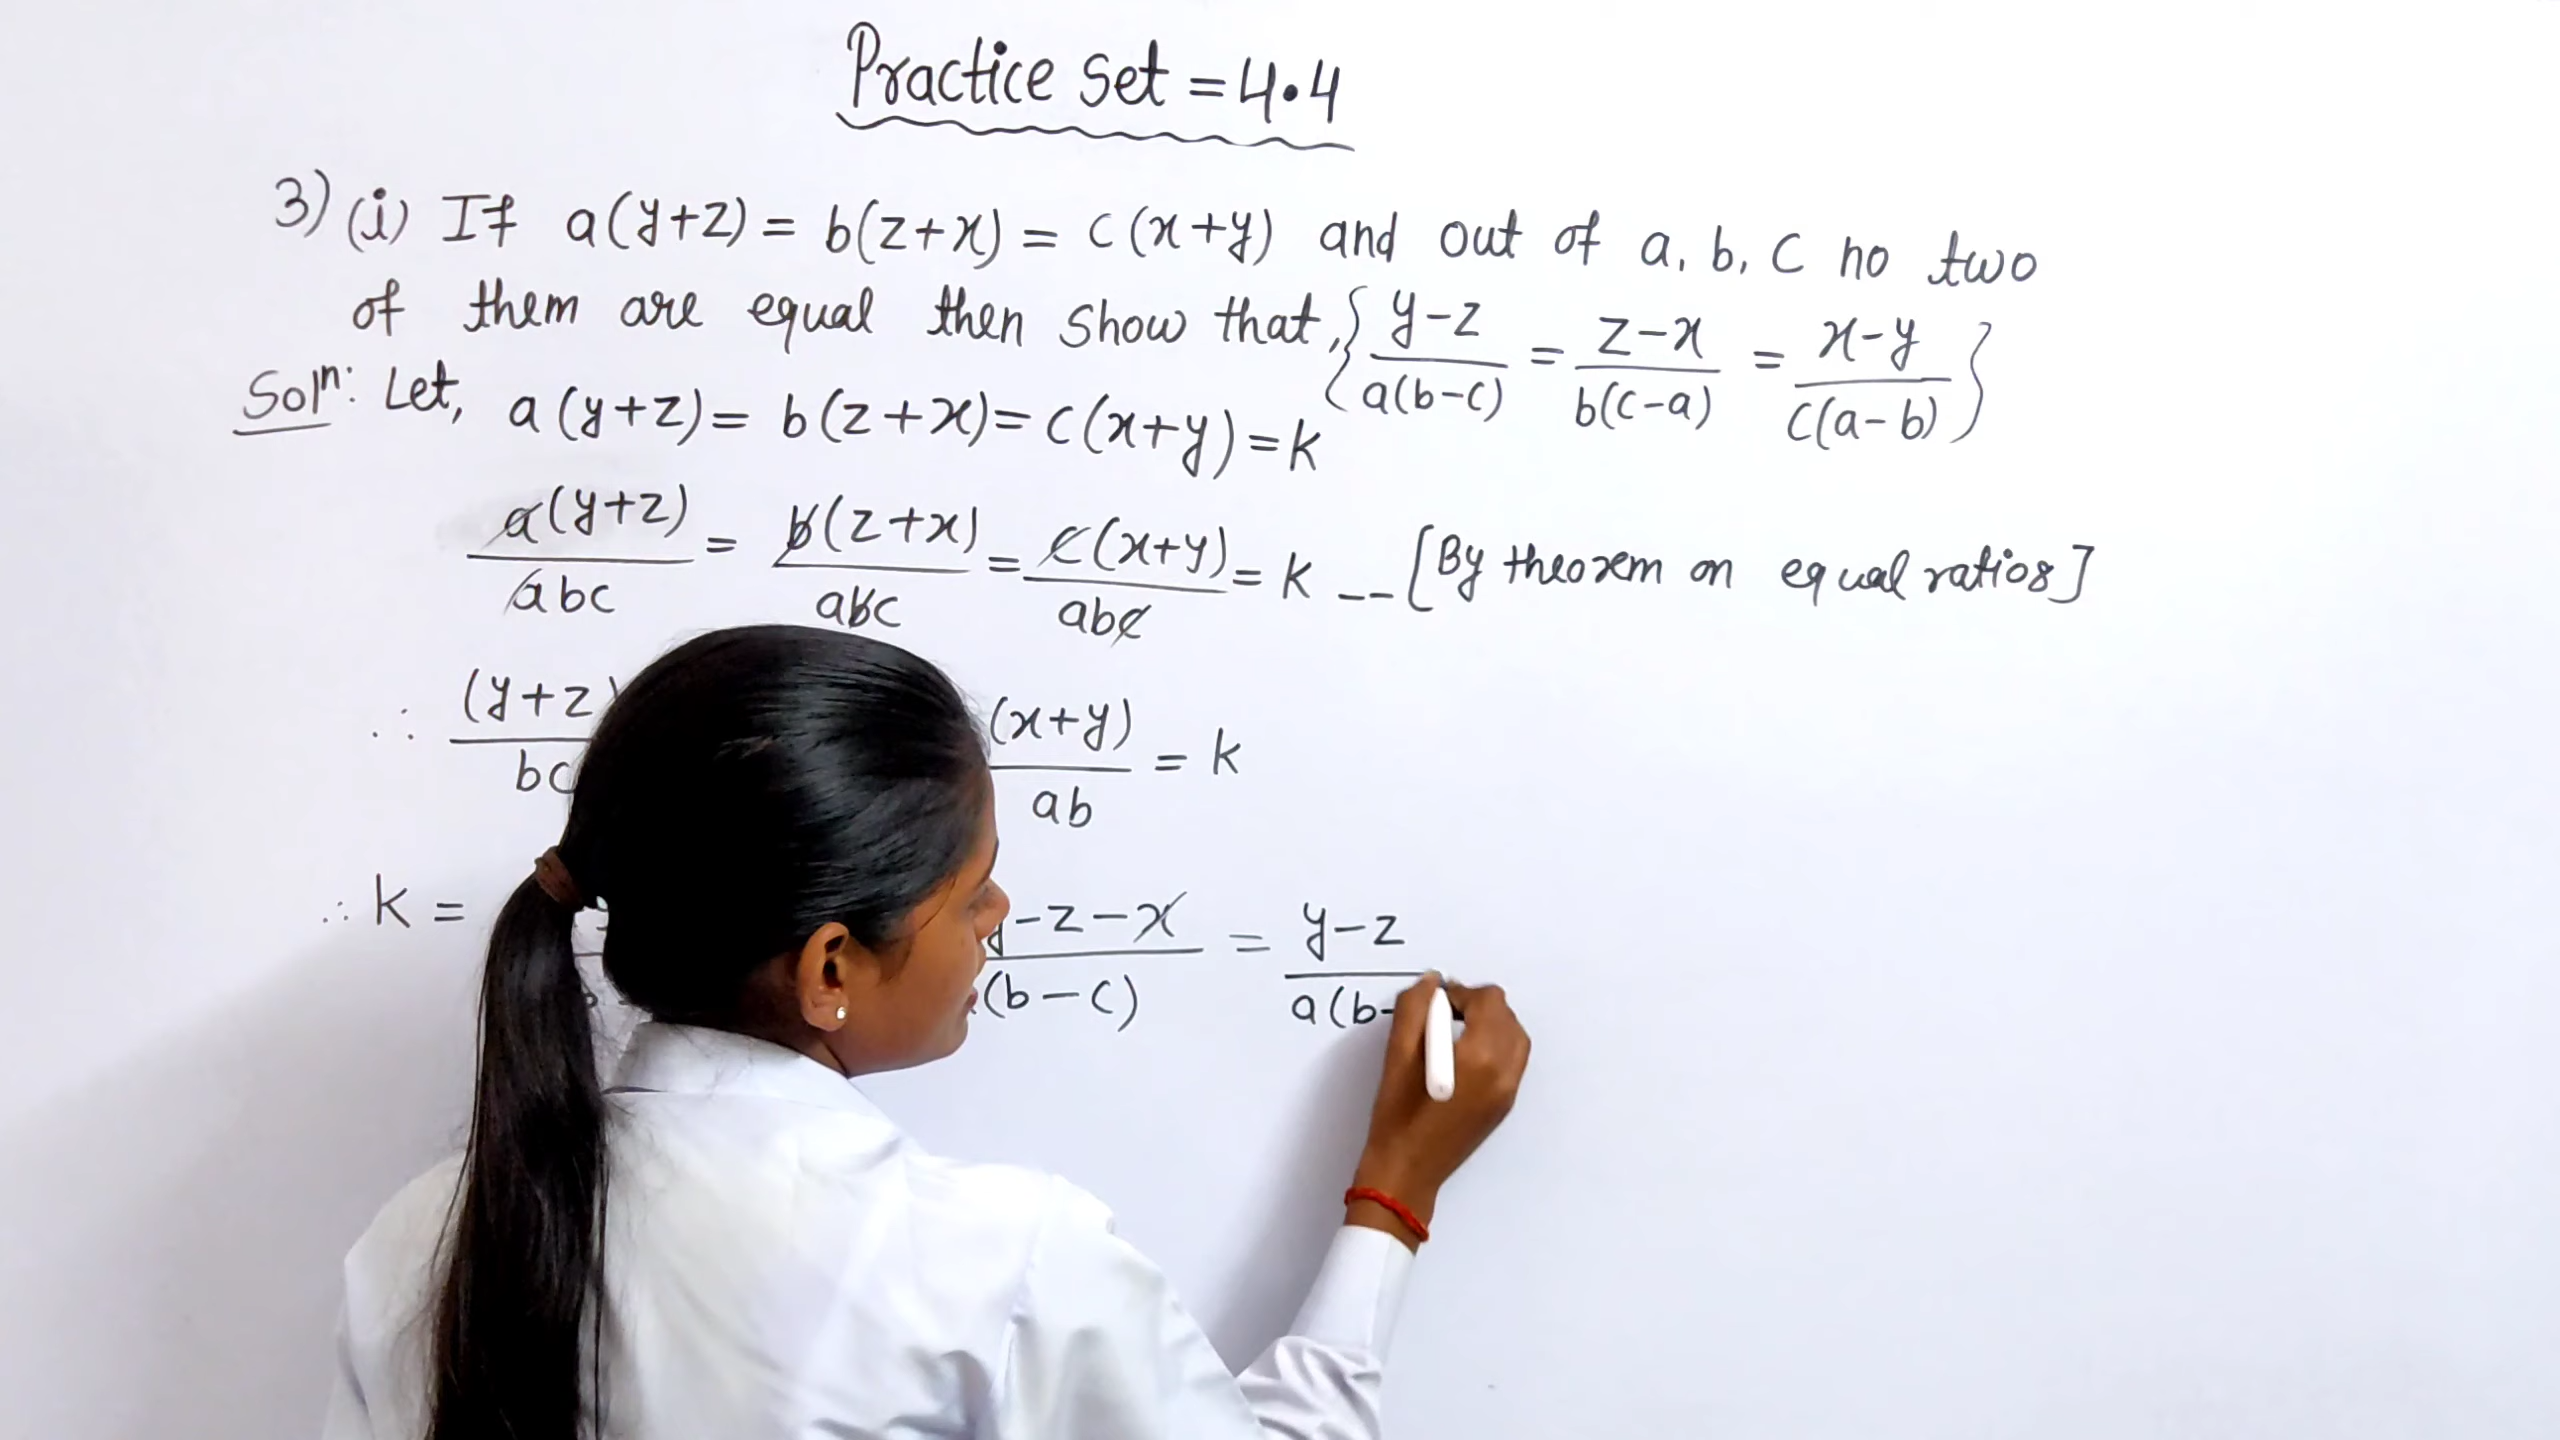 Practice Set = 4.4
3) (i) If a(y+z) = b(z+x) = c(x+y) and out of a, b, c no two
of them are equal then show that, { y-z/a(b-c) = z-x/b(c-a) = x-y/c(a-b) }
Solⁿ: Let, a(y+z) = b(z+x) = c(x+y) = k
a(y+z)/abc = b(z+x)/abc = c(x+y)/abc = k -- [By theorem on equal ratios]
∴ (y+z)/bc (x+y)/ab = k
∴ k = y-z-x/(b-c) = y-z/a(b-